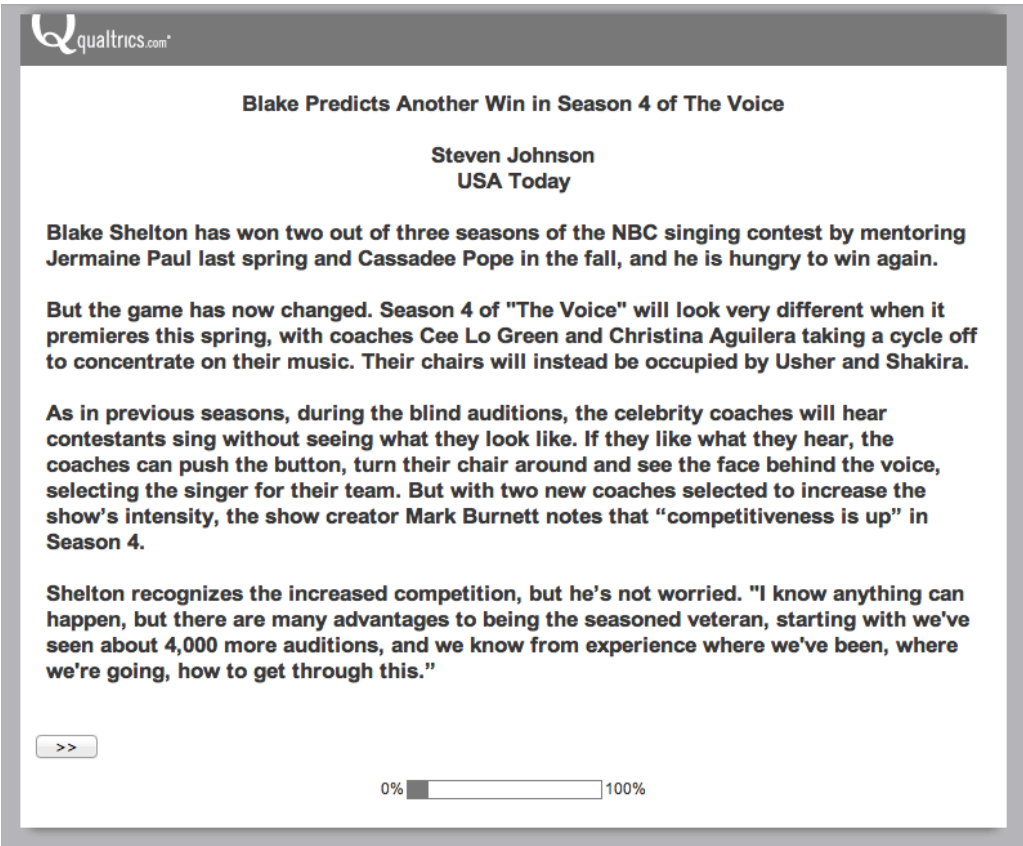 qualtrics.com
Blake Predicts Another Win in Season 4 of The Voice
Steven Johnson
USA Today
Blake Shelton has won two out of three seasons of the NBC singing contest by mentoring
Jermaine Paul last spring and Cassadee Pope in the fall, and he is hungry to win again.
But the game has now changed. Season 4 of "The Voice" will look very different when it
premieres this spring, with coaches Cee Lo Green and Christina Aguilera taking a cycle off
to concentrate on their music. Their chairs will instead be occupied by Usher and Shakira.
As in previous seasons, during the blind auditions, the celebrity coaches will hear
contestants sing without seeing what they look like. If they like what they hear, the
coaches can push the button, turn their chair around and see the face behind the voice,
selecting the singer for their team. But with two new coaches selected to increase the
show’s intensity, the show creator Mark Burnett notes that “competitiveness is up” in
Season 4.
Shelton recognizes the increased competition, but he’s not worried. "I know anything can
happen, but there are many advantages to being the seasoned veteran, starting with we've
seen about 4,000 more auditions, and we know from experience where we've been, where
we're going, how to get through this.”
>>
0% 100%